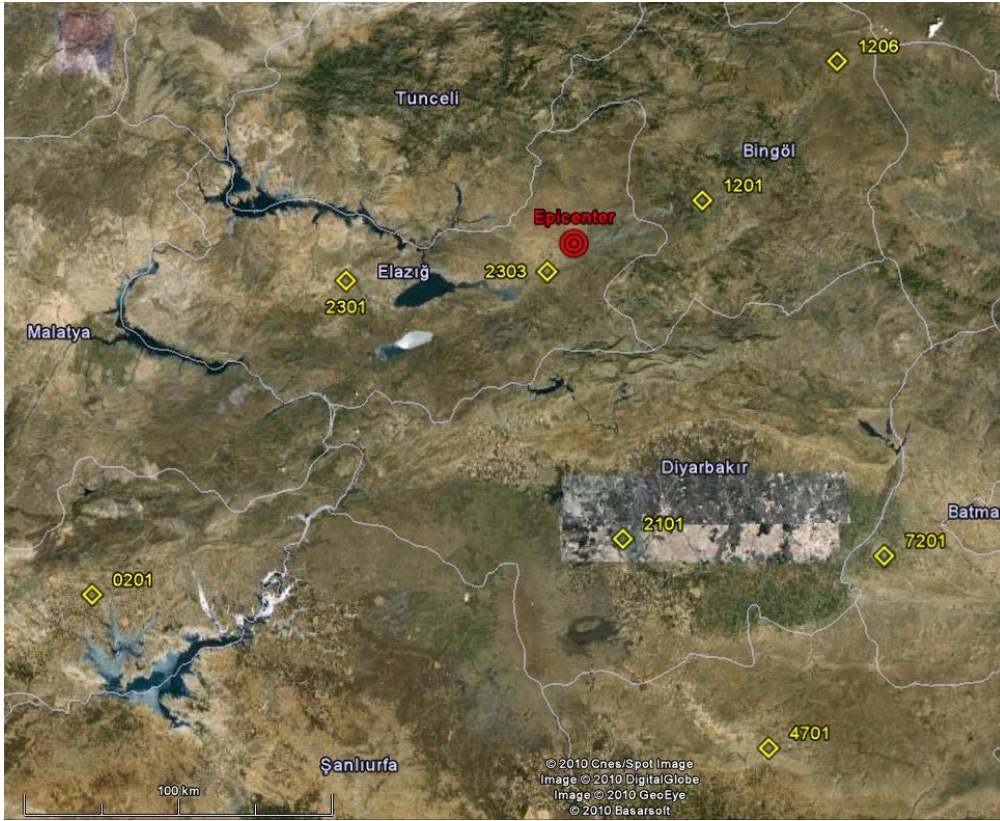 1206
Tunceli
Bingöl
1201
Epicenter
2303
Elazığ
2301
Malatya
Diyarbakır
Batma
2101
7201
0201
4701
Şanlıurfa
© 2010 Cnes/Spot Image
Image © 2010 DigitalGlobe
Image © 2010 GeoEye
© 2010 Basarsoft
100 km